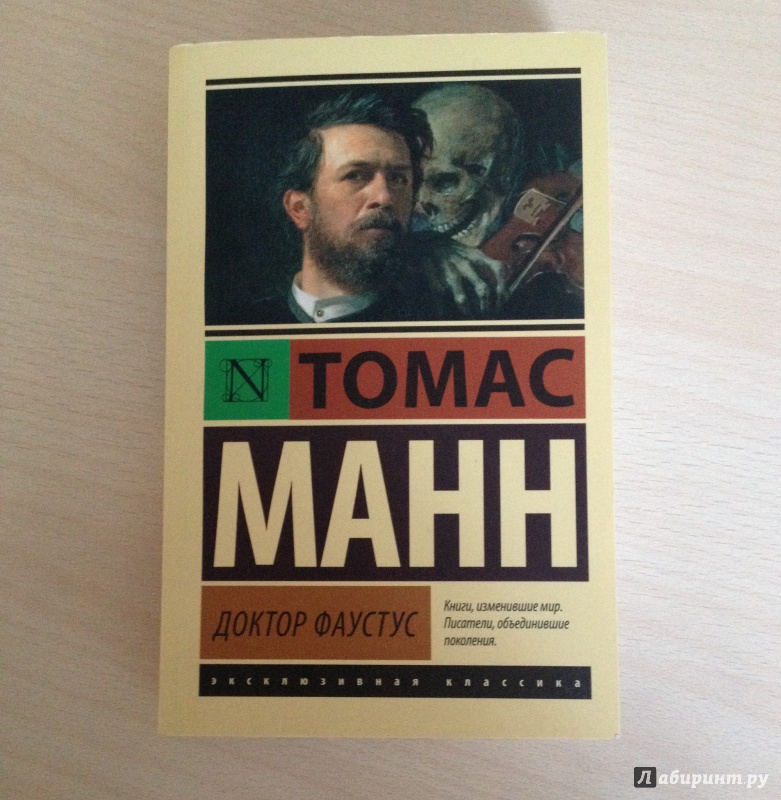 N
ТОМАС
МАНН
ДОКТОР ФАУСТУС
Книги, изменившие мир.
Писатели, объединившие
поколения.
эксклюзивная классика
Лабиринт.ру